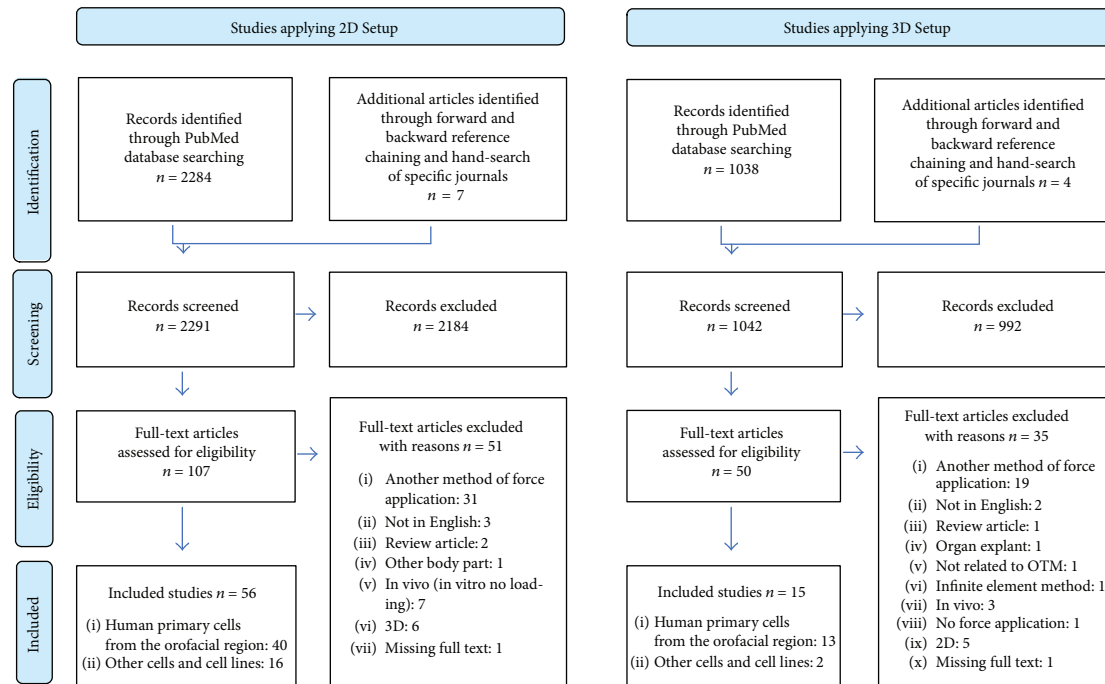 Studies applying 2D Setup
Studies applying 3D Setup
Identification
Records identified
through PubMed
database searching
n = 2284
Additional articles identified
through forward and
backward reference
chaining and hand-search
of specific journals
n = 7
Records identified
through PubMed
database searching
n = 1038
Additional articles identified
through forward and
backward reference
chaining and hand-search
of specific journals n = 4
Screening
Records screened
n = 2291
Records excluded
n = 2184
Records screened
n = 1042
Records excluded
n = 992
Eligibility
Full-text articles
assessed for eligibility
n = 107
Full-text articles excluded
with reasons n = 51
(i) Another method of force
application: 31
(ii) Not in English: 3
(iii) Review article: 2
(iv) Other body part: 1
(v) In vivo (in vitro no load-
ing): 7
(vi) 3D: 6
(vii) Missing full text: 1
Full-text articles
assessed for eligibility
n = 50
Full-text articles excluded
with reasons n = 35
(i) Another method of force
application: 19
(ii) Not in English: 2
(iii) Review article: 1
(iv) Organ explant: 1
(v) Not related to OTM: 1
(vi) Infinite element method: 1
(vii) In vivo: 3
(viii) No force application: 1
(ix) 2D: 5
(x) Missing full text: 1
Included
Included studies n = 56
(i) Human primary cells
from the orofacial region: 40
(ii) Other cells and cell lines: 16
Included studies n = 15
(i) Human primary cells
from the orofacial region: 13
(ii) Other cells and cell lines: 2